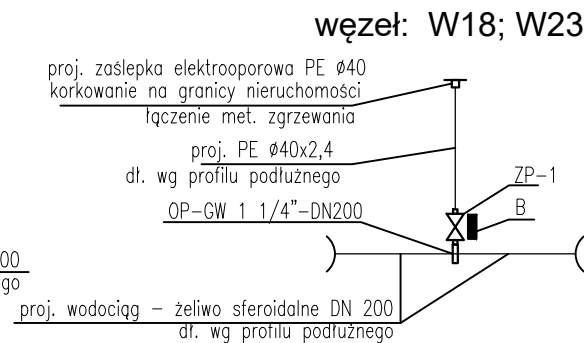 węzeł: W18; W23
proj. zaślepka elektrooporowa PE ø40
korkowanie na granicy nieruchomości
łączenie met. zgrzewania
proj. PE ø40x2,4
dł. wg profilu podłużnego
ZP-1
OP-GW 1 1/4"-DN200
B
00
go
proj. wodociąg - żeliwo sferoidalne DN 200
dł. wg profilu podłużnego